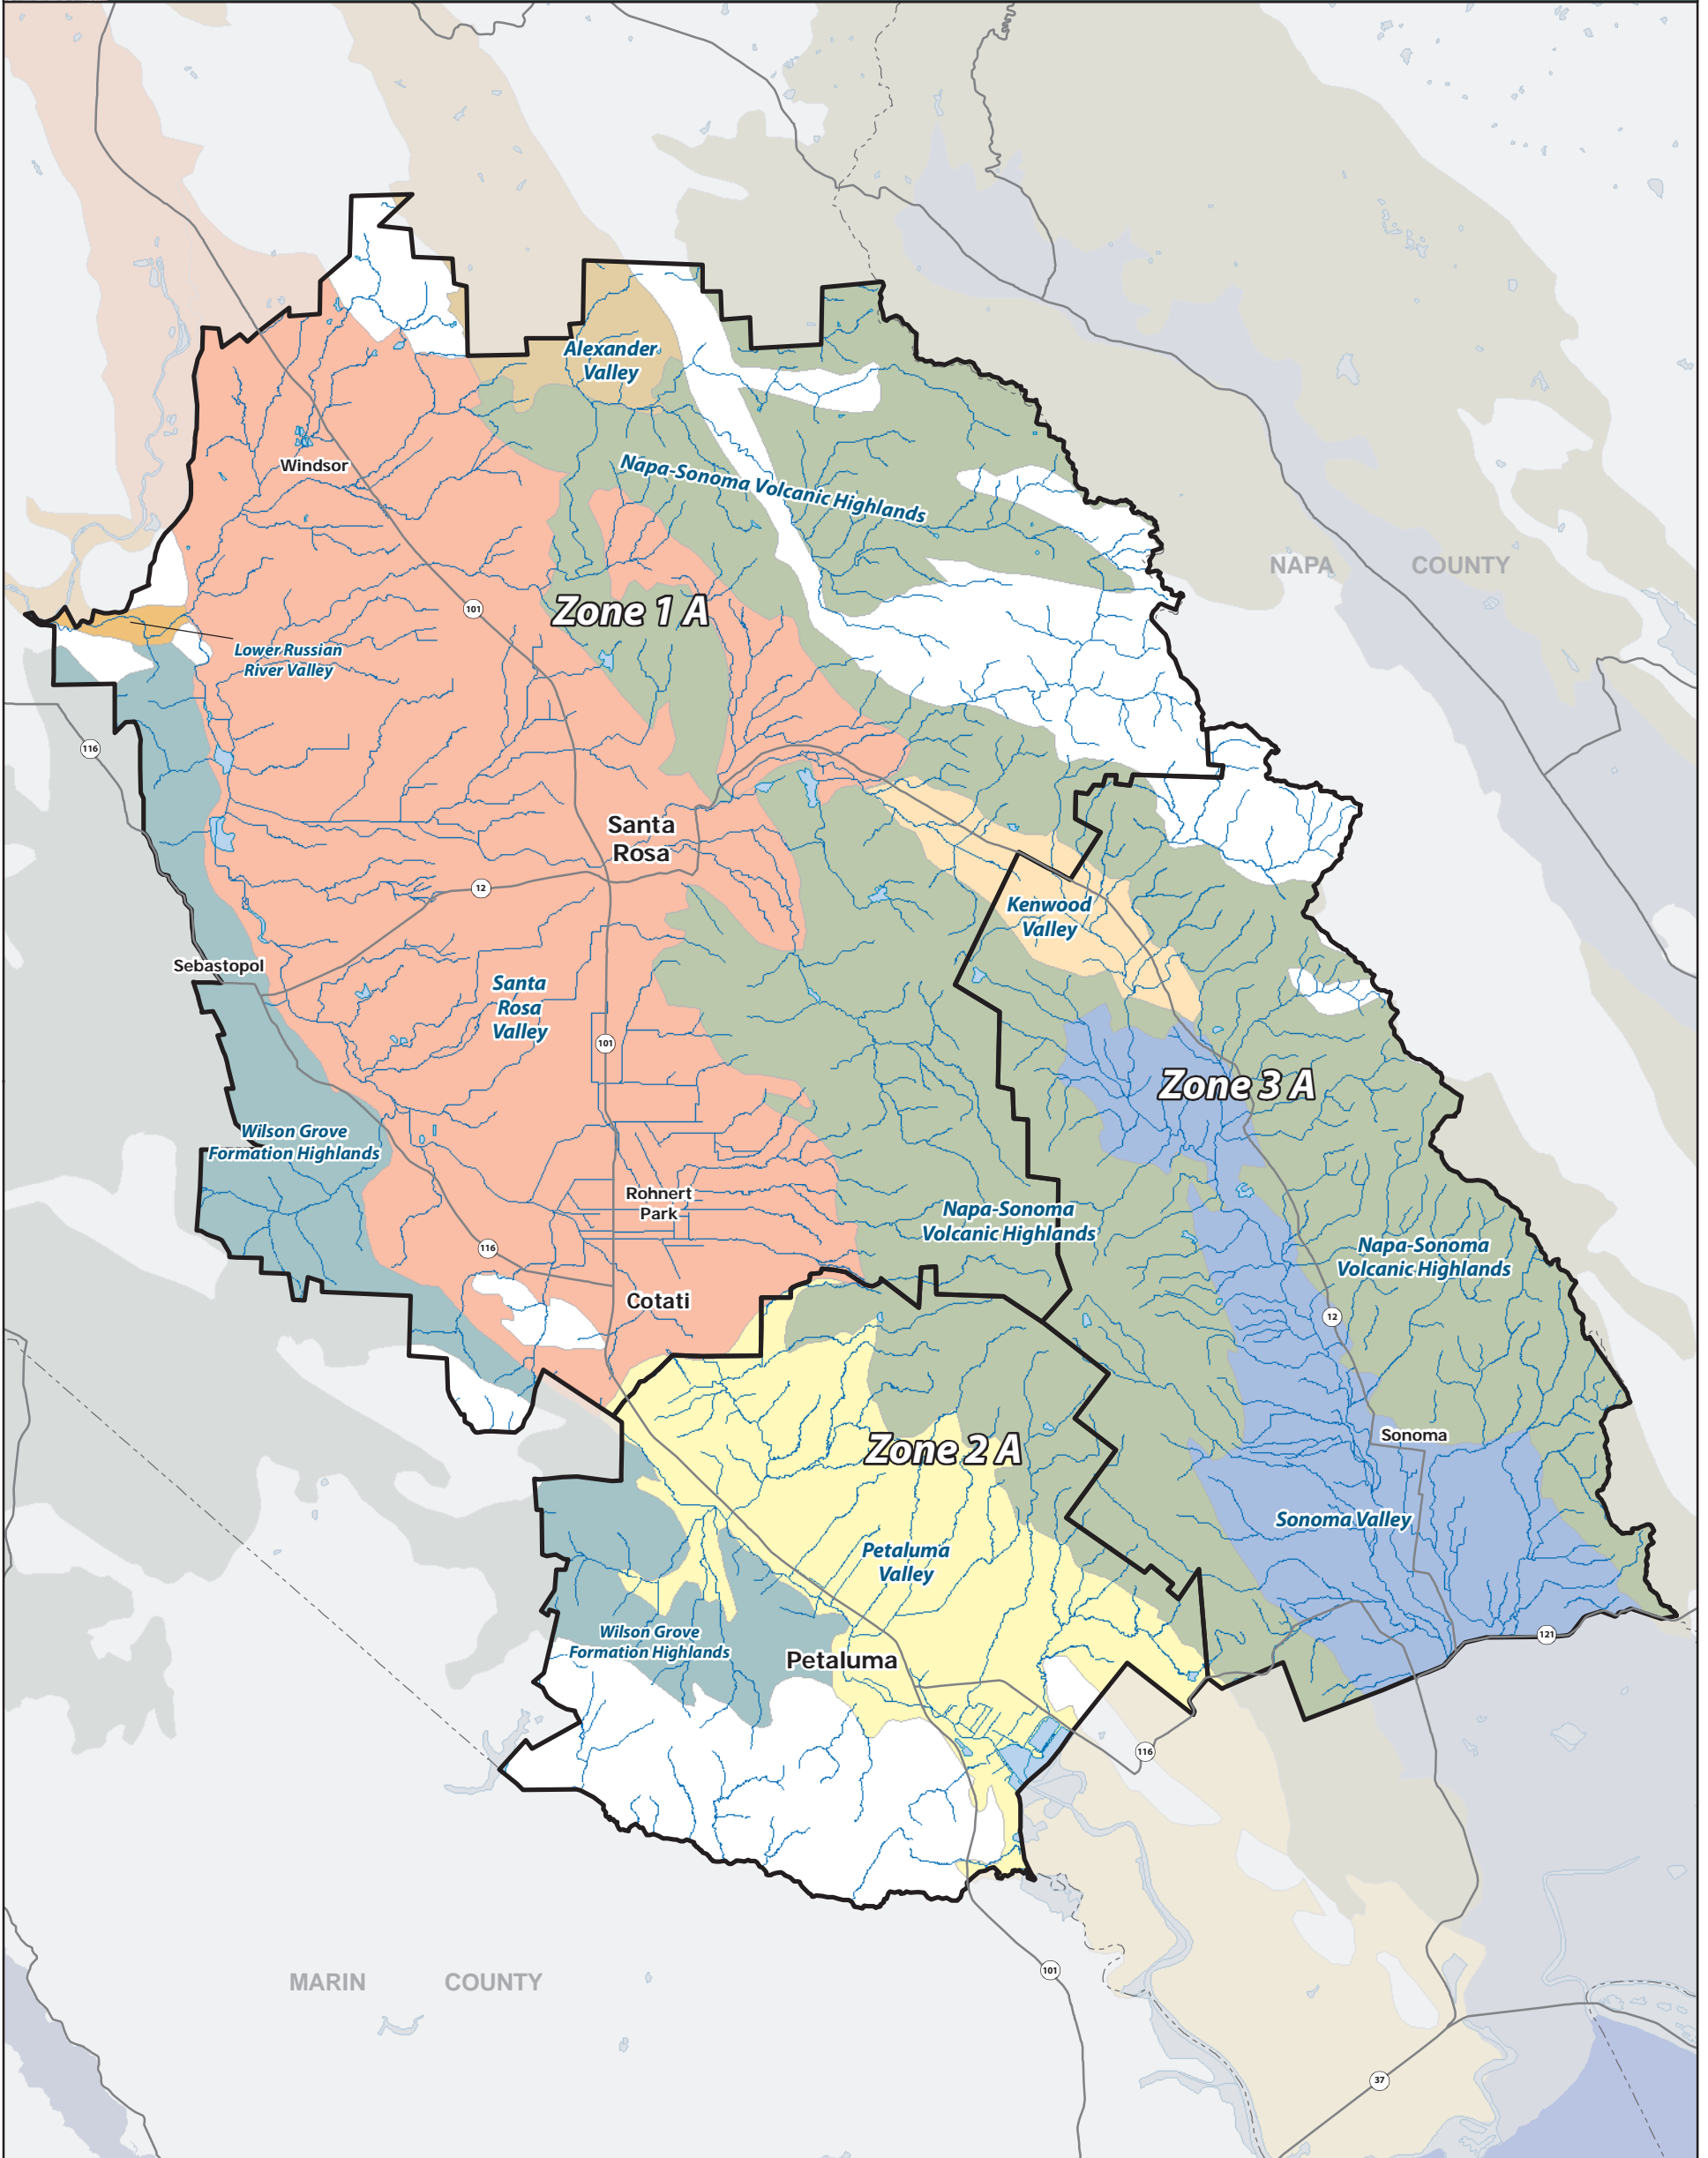 Alexander
Valley
Windsor
Napa-Sonoma Volcanic Highlands
NAPA COUNTY
101
Zone 1 A
Lower Russian
River Valley
116
Santa
Rosa
12
Kenwood
Valley
Sebastopol
Santa
Rosa
Valley
101
Zone 3 A
Wilson Grove
Formation Highlands
Rohnert
Park
Napa-Sonoma
Volcanic Highlands
116
Napa-Sonoma
Volcanic Highlands
Cotati
12
Sonoma
Zone 2 A
Sonoma Valley
Petaluma
Valley
Wilson Grove
Formation Highlands
121
Petaluma
116
MARIN COUNTY
101
37